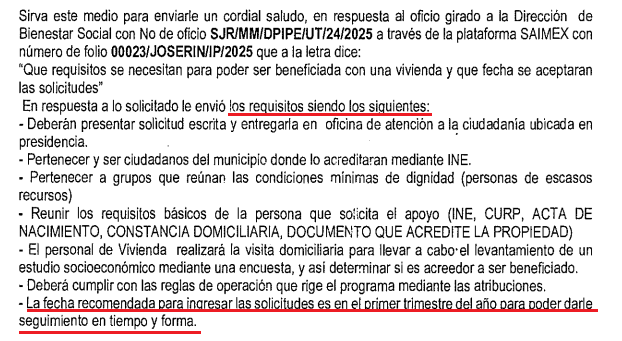 Sirva este medio para enviarle un cordial saludo, en respuesta al oficio girado a la Dirección de
Bienestar Social con No de oficio SJR/MM/DPIPE/UT/24/2025 a través de la plataforma SAIMEX con
número de folio 00023/JOSERIN/IP/2025 que a la letra dice:
“Que requisitos se necesitan para poder ser beneficiada con una vivienda y que fecha se aceptaran
las solicitudes”
En respuesta a lo solicitado le envió los requisitos siendo los siguientes:
- Deberán presentar solicitud escrita y entregarla en oficina de atención a la ciudadanía ubicada en
presidencia.
- Pertenecer y ser ciudadanos del municipio donde lo acreditaran mediante INE.
- Pertenecer a grupos que reúnan las condiciones mínimas de dignidad (personas de escasos
recursos)
- Reunir los requisitos básicos de la persona que solicita el apoyo (INE, CURP, ACTA DE
NACIMIENTO, CONSTANCIA DOMICILIARIA, DOCUMENTO QUE ACREDITE LA PROPIEDAD)
- El personal de Vivienda realizará la visita domiciliaria para llevar a cabo el levantamiento de un
estudio socioeconómico mediante una encuesta, y así determinar si es acreedor a ser beneficiado.
- Deberá cumplir con las reglas de operación que rige el programa mediante las atribuciones.
- La fecha recomendada para ingresar las solicitudes es en el primer trimestre del año para poder darle
seguimiento en tiempo y forma.